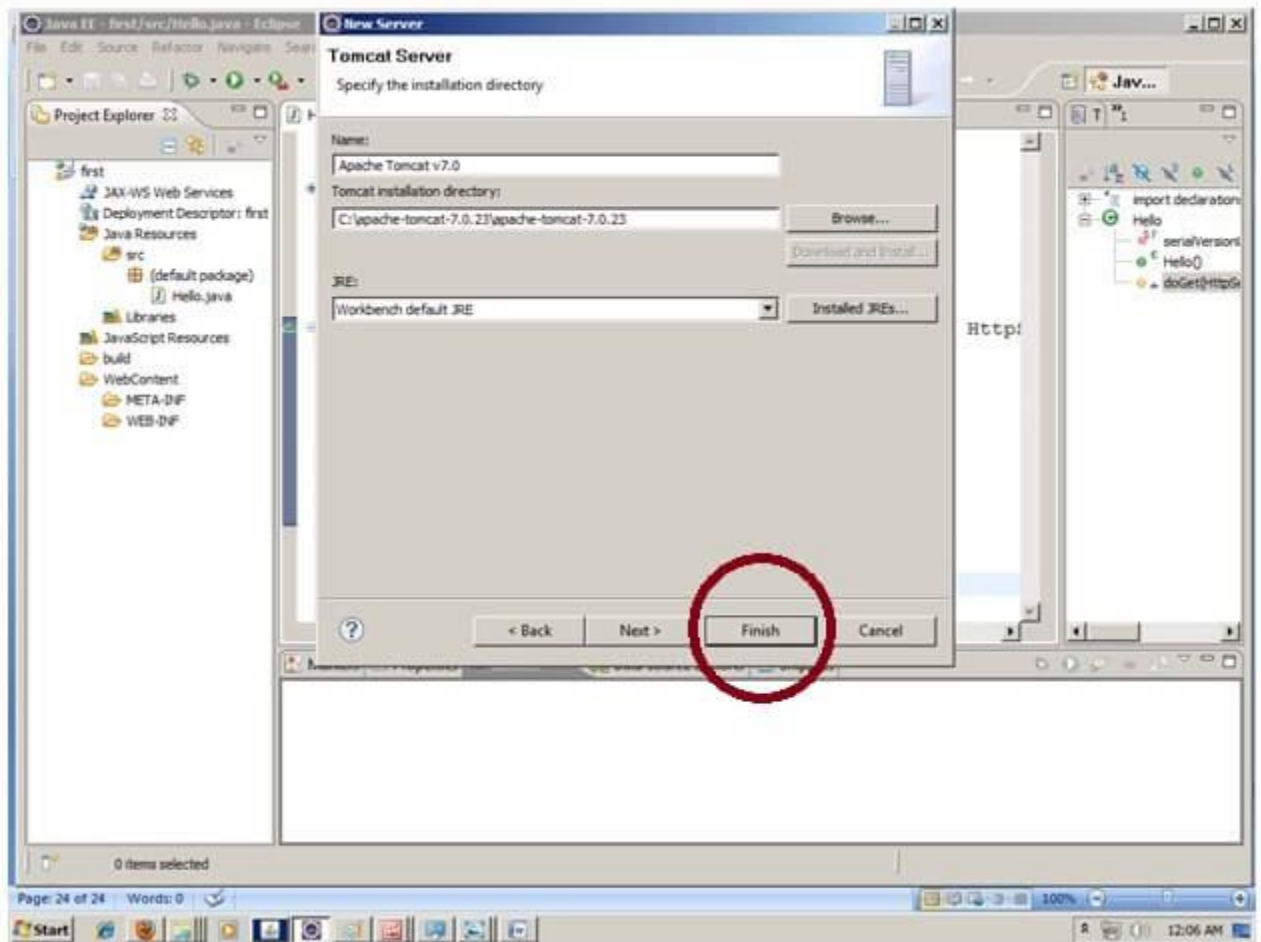 Java EE - first/src/Hello.java - Eclipse
File Edit Source Refactor Navigate
Project Explorer
first
JAX-WS Web Services
Deployment Descriptor: first
Java Resources
src
(default package)
Hello.java
Libraries
JavaScript Resources
build
WebContent
META-INF
WEB-INF
New Server
Tomcat Server
Specify the installation directory
Name:
Apache Tomcat v7.0
Tomcat installation directory:
C:\apache-tomcat-7.0.23\apache-tomcat-7.0.23
Browse...
Download and Install...
JRE:
Workbench default JRE
Installed JREs...
? < Back Next > Finish Cancel
Jav...
import declarations
Hello
serialVersionU
Hello()
doGet(HttpSe
0 items selected
Page: 24 of 24 Words: 0 100%
Start 12:06 AM